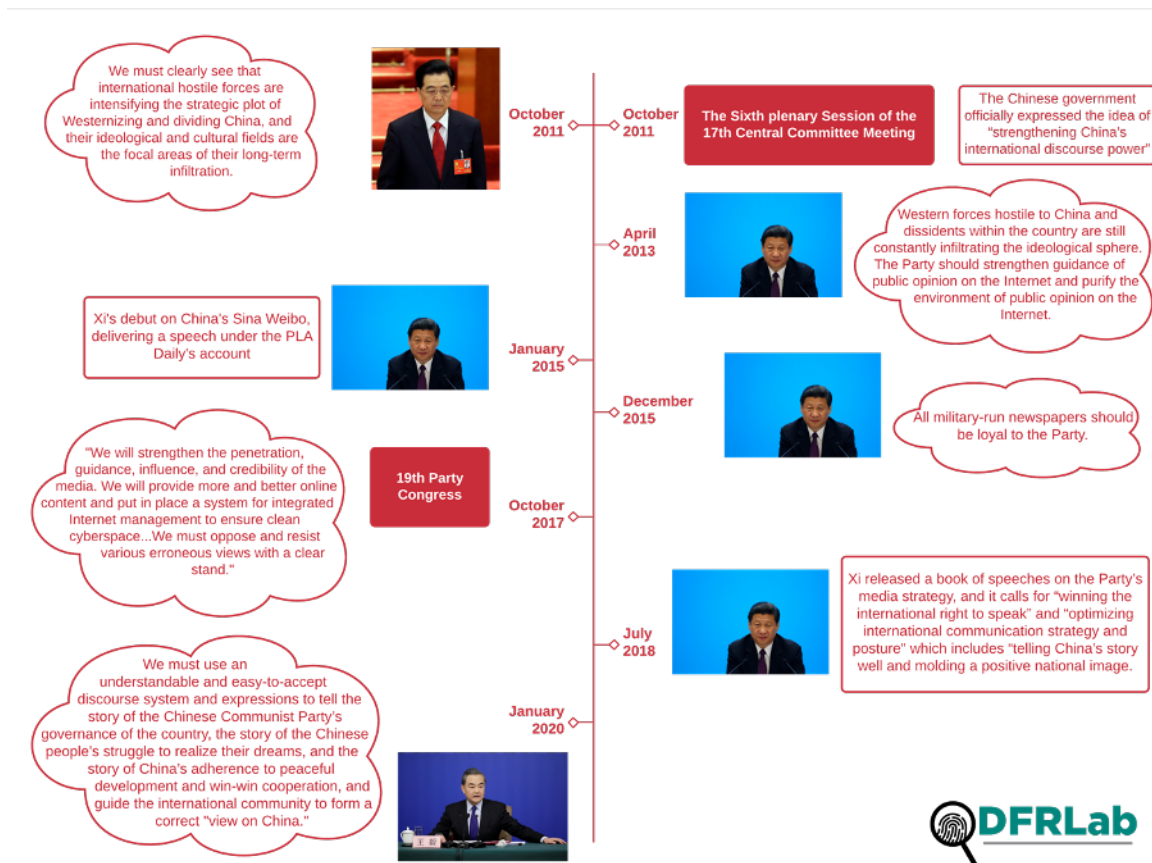 We must clearly see that
international hostile forces are
intensifying the strategic plot of
Westernizing and dividing China, and
their ideological and cultural fields are
the focal areas of their long-term
infiltration.
October
2011
October
2011
The Sixth plenary Session of the
17th Central Committee Meeting
The Chinese government
officially expressed the idea of
“strengthening China's
international discourse power”
April
2013
Western forces hostile to China and
dissidents within the country are still
constantly infiltrating the ideological sphere.
The Party should strengthen guidance of
public opinion on the Internet and purify the
environment of public opinion on the
Internet.
Xi's debut on China's Sina Weibo,
delivering a speech under the PLA
Daily's account
January
2015
December
2015
All military-run newspapers should
be loyal to the Party.
"We will strengthen the penetration,
guidance, influence, and credibility of the
media. We will provide more and better online
content and put in place a system for integrated
Internet management to ensure clean
cyberspace...We must oppose and resist
various erroneous views with a clear
stand."
19th Party
Congress
October
2017
July
2018
Xi released a book of speeches on the Party's
media strategy, and it calls for “winning the
international right to speak” and “optimizing
international communication strategy and
posture” which includes “telling China's story
well and molding a positive national image.
We must use an
understandable and easy-to-accept
discourse system and expressions to tell the
story of the Chinese Communist Party's
governance of the country, the story of the Chinese
people's struggle to realize their dreams, and the
story of China's adherence to peaceful
development and win-win cooperation, and
guide the international community to form a
correct "view on China."
January
2020
王毅
DFRLab